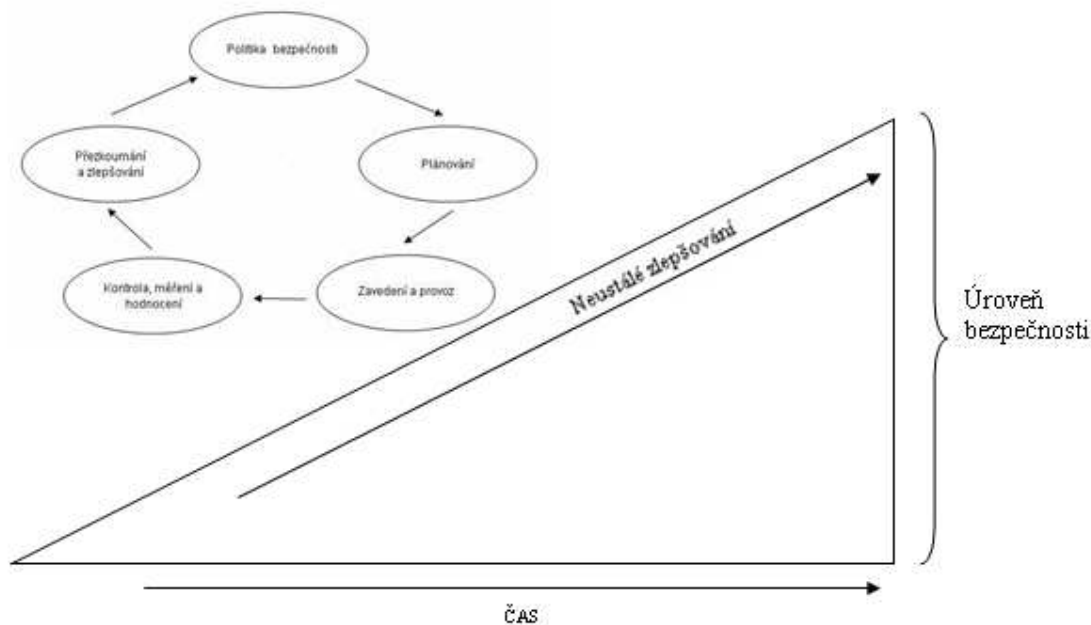 Politika bezpečnosti
Plánování
Zavedení a provoz
Kontrola, měření a
hodnocení
Přezkoumání
a zlepšování
Neustálé zlepšování
Úroveň
bezpečnosti
ČAS